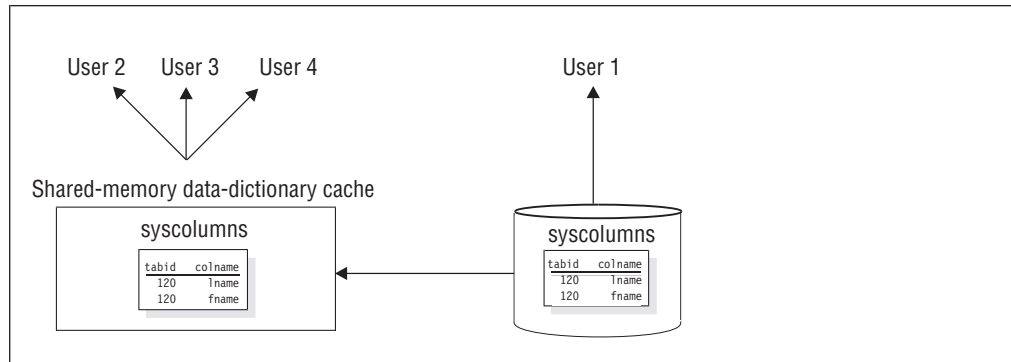 User 2 User 3 User 4 User 1
Shared-memory data-dictionary cache
syscolumns
tabid colname
120 lname
120 fname
syscolumns
tabid colname
120 lname
120 fname